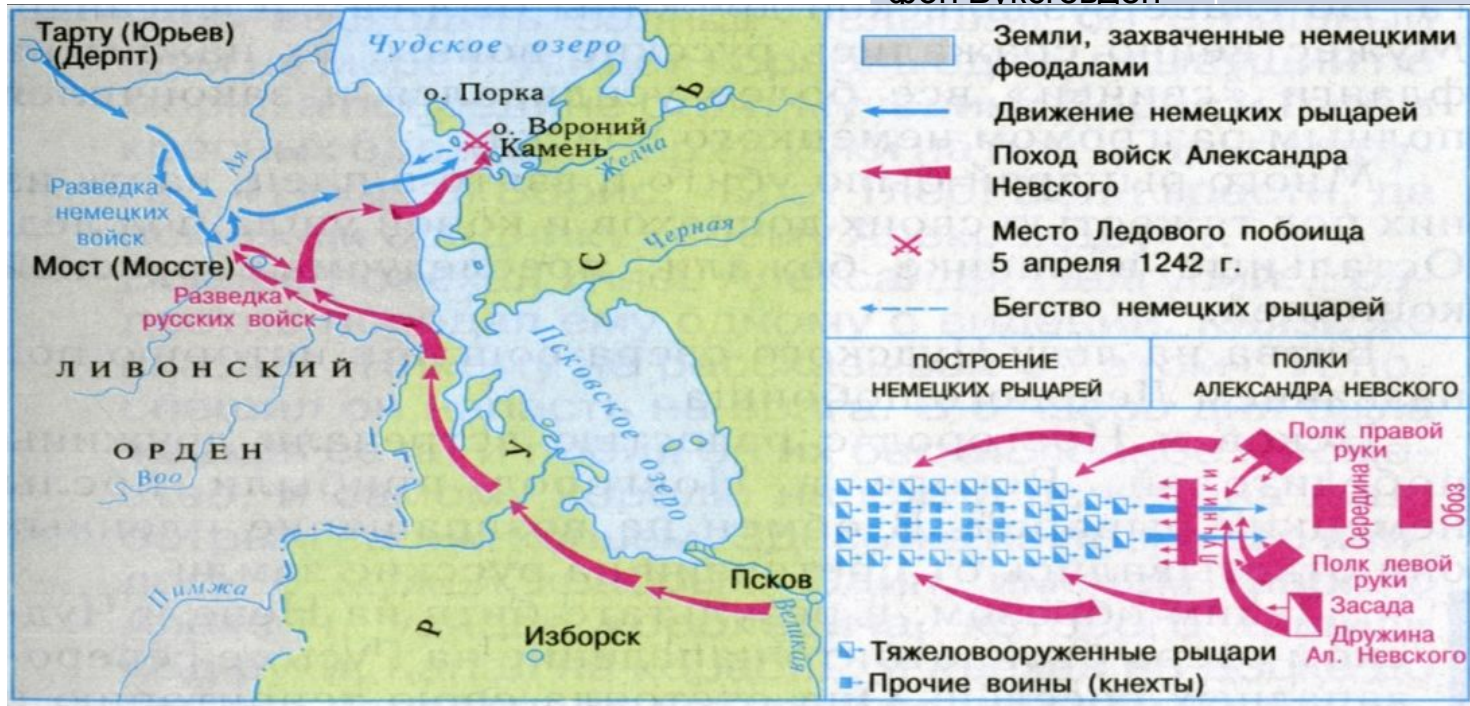 Тарту (Юрьев)
(Дерпт)
Чудское озеро
о. Порка
о. Вороний
Камень
Желча
Ая
Разведка
немецких
войск
Мост (Моссте)
Разведка
русских войск
Черная
ЛИВОНСКИЙ
ОРДЕН
Воо
Псковское озеро
РУСЬ
Пимжа
Псков
Изборск
Великая
Земли, захваченные немецкими
феодалами
Движение немецких рыцарей
Поход войск Александра
Невского
Место Ледового побоища
5 апреля 1242 г.
Бегство немецких рыцарей
ПОСТРОЕНИЕ
НЕМЕЦКИХ РЫЦАРЕЙ
ПОЛКИ
АЛЕКСАНДРА НЕВСКОГО
Полк правой
руки
Лучники
Середина
Обоз
Полк левой
руки
Засада
Дружина
Ал. Невского
Тяжеловооруженные рыцари
Прочие воины (кнехты)